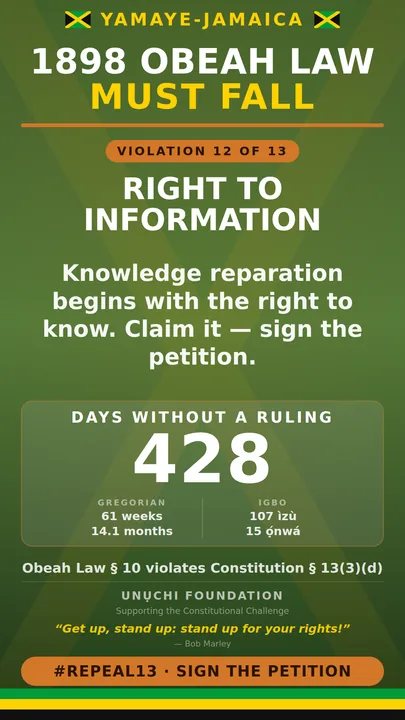 YAMAYE-JAMAICA
1898 OBEAH LAW
MUST FALL
VIOLATION 12 OF 13
RIGHT TO
INFORMATION
Knowledge reparation
begins with the right to
know. Claim it — sign the
petition.
DAYS WITHOUT A RULING
428
GREGORIAN
61 weeks
14.1 months
IGBO
107 ìzù
15 ọ́nwá
Obeah Law § 10 violates Constitution § 13(3)(d)
UNỤCHI FOUNDATION
Supporting the Constitutional Challenge
“Get up, stand up: stand up for your rights!”
— Bob Marley
#REPEAL13 · SIGN THE PETITION